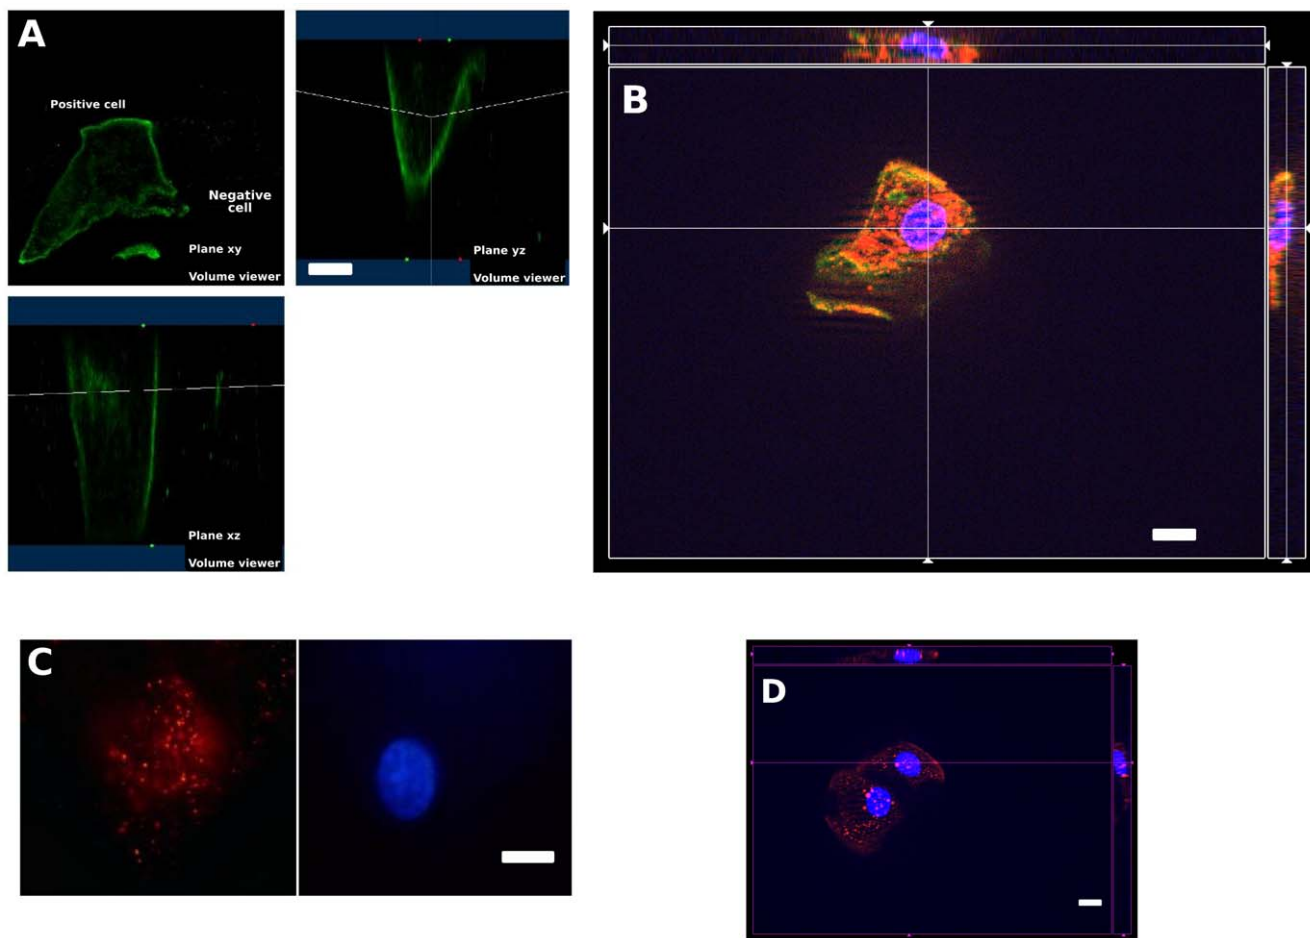 A
Positive cell
Negative
cell
Plane xy
Volume viewer
Plane yz
Volume viewer
Plane xz
Volume viewer
B
C
D